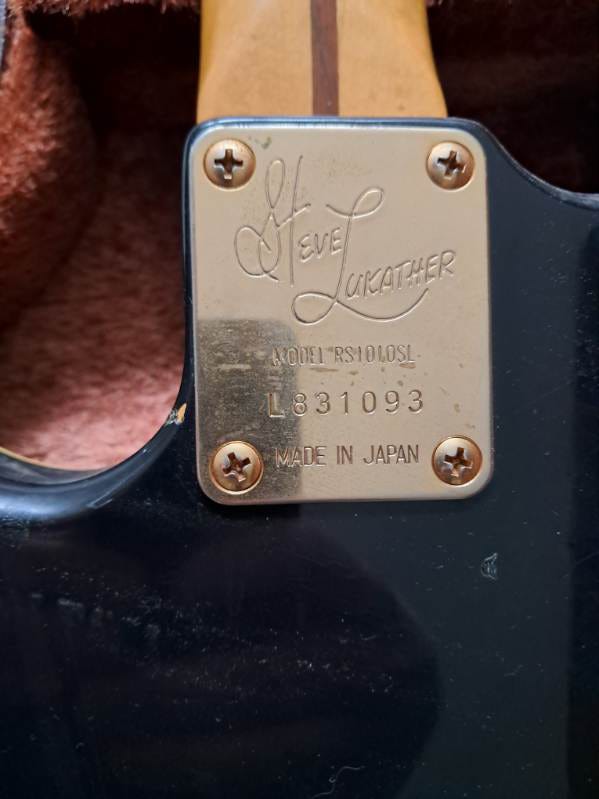 STEVE LUKATHER
MODEL RS1010SL
L831093
MADE IN JAPAN